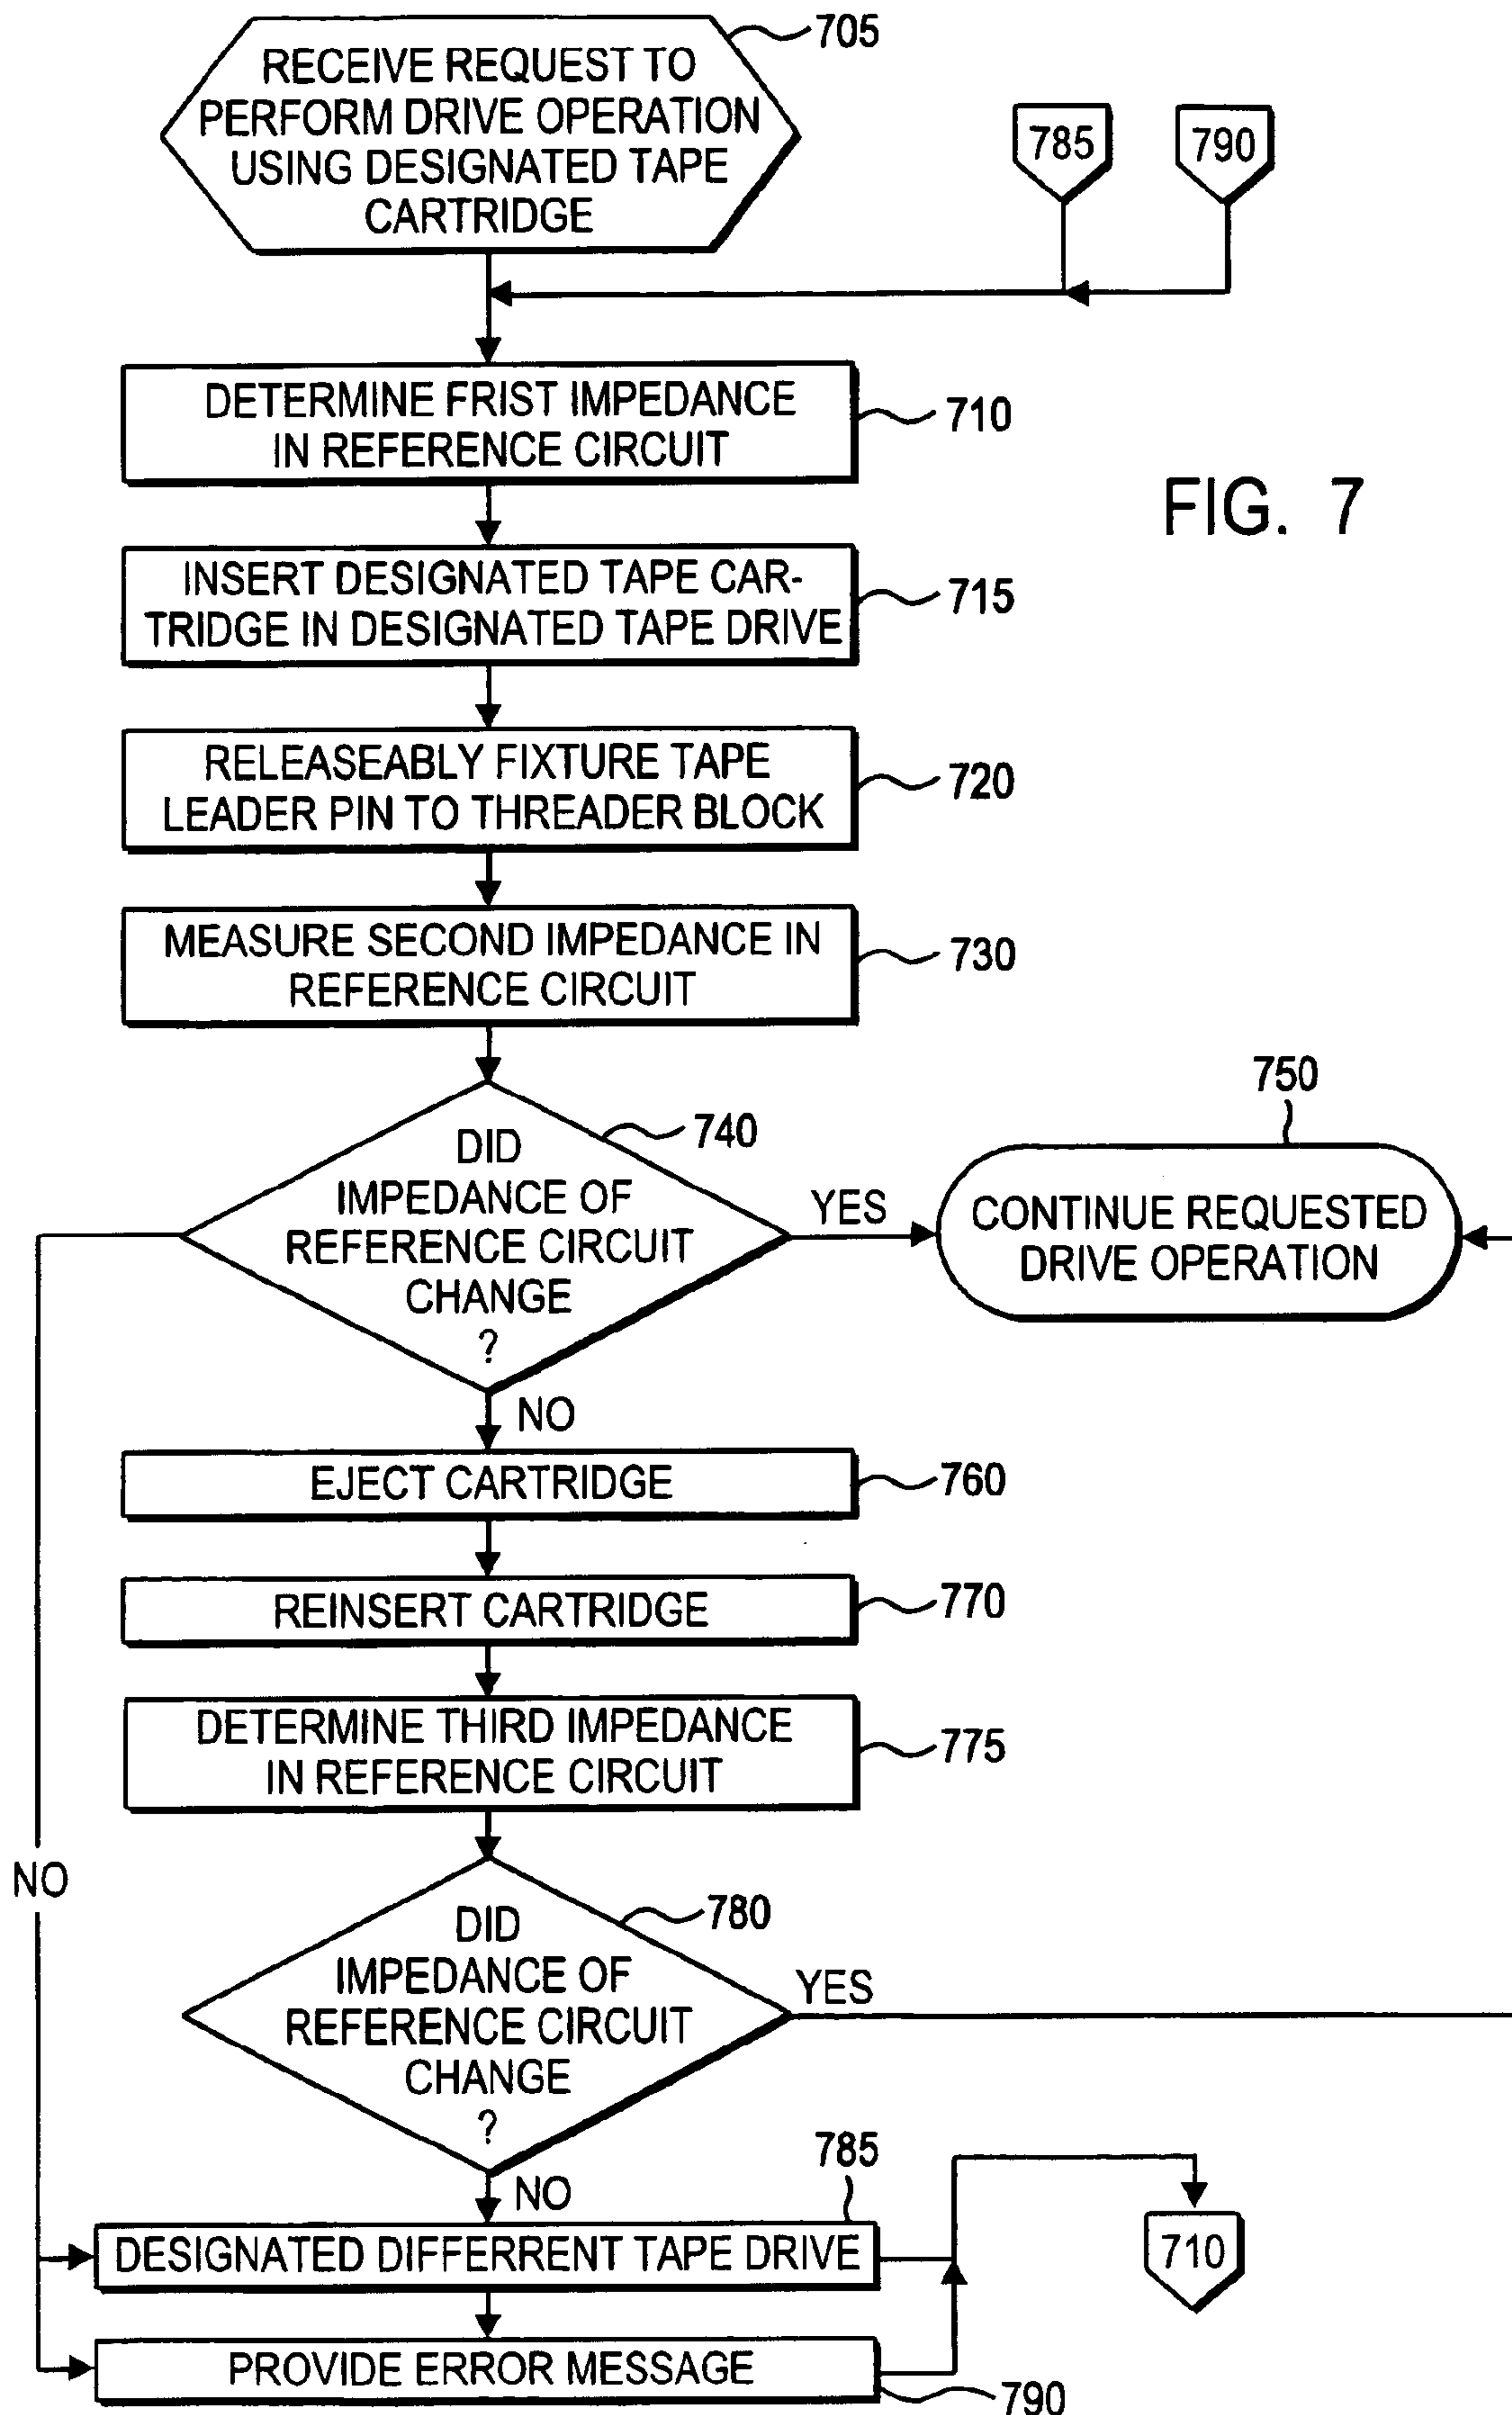 705
RECEIVE REQUEST TO
PERFORM DRIVE OPERATION
USING DESIGNATED TAPE
CARTRIDGE
785
790
DETERMINE FRIST IMPEDANCE
IN REFERENCE CIRCUIT
710
FIG. 7
INSERT DESIGNATED TAPE CAR-
TRIDGE IN DESIGNATED TAPE DRIVE
715
RELEASEABLY FIXTURE TAPE
LEADER PIN TO THREADER BLOCK
720
MEASURE SECOND IMPEDANCE IN
REFERENCE CIRCUIT
730
DID
IMPEDANCE OF
REFERENCE CIRCUIT
CHANGE
?
740
YES
750
CONTINUE REQUESTED
DRIVE OPERATION
NO
EJECT CARTRIDGE
760
REINSERT CARTRIDGE
770
DETERMINE THIRD IMPEDANCE
IN REFERENCE CIRCUIT
775
NO
DID
IMPEDANCE OF
REFERENCE CIRCUIT
CHANGE
?
780
YES
NO
785
DESIGNATED DIFFERRENT TAPE DRIVE
710
PROVIDE ERROR MESSAGE
790